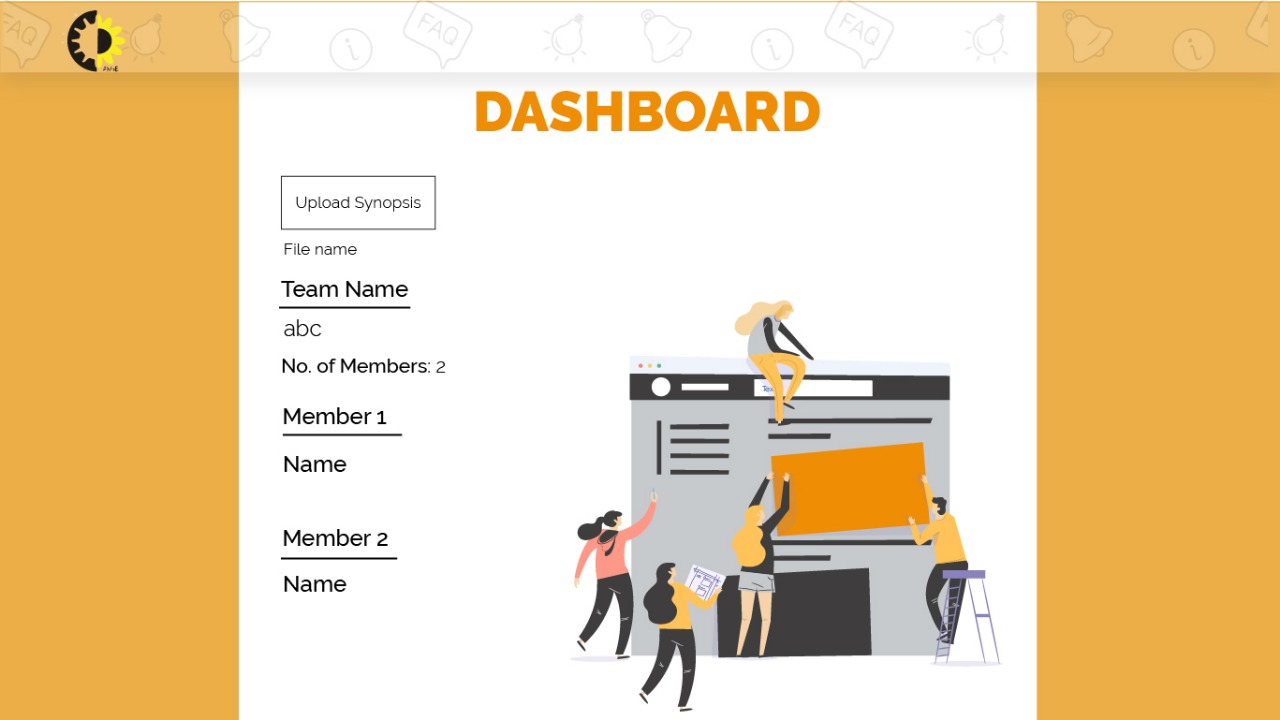 FAQ
FAQ
FAQ
DASHBOARD
Upload Synopsis
File name
Team Name
abc
No. of Members: 2
Member 1
Name
Member 2
Name